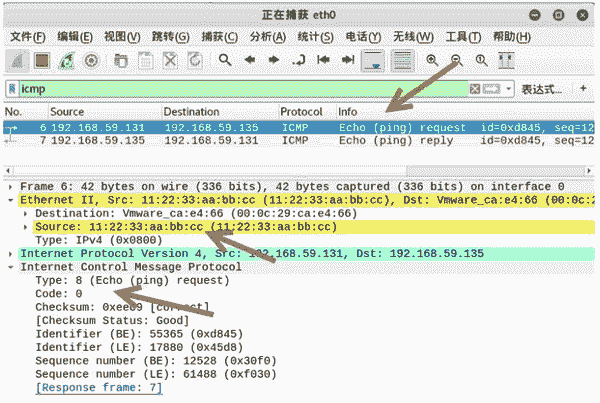 正在捕获 eth0
文件(F) 编辑(E) 视图(V) 跳转(G) 捕获(C) 分析(A) 统计(S) 电话(Y) 无线(W) 工具(T) 帮助(H)
icmp 表达式… +
No. Source Destination Protocol Info
6 192.168.59.131 192.168.59.135 ICMP Echo (ping) request id=0xd845, seq=12
7 192.168.59.135 192.168.59.131 ICMP Echo (ping) reply id=0xd845, seq=12
Frame 6: 42 bytes on wire (336 bits), 42 bytes captured (336 bits) on interface 0
Ethernet II, Src: 11:22:33:aa:bb:cc (11:22:33:aa:bb:cc), Dst: Vmware_ca:e4:66 (00:0c:2
Destination: Vmware_ca:e4:66 (00:0c:29:ca:e4:66)
Source: 11:22:33:aa:bb:cc (11:22:33:aa:bb:cc)
Type: IPv4 (0x0800)
Internet Protocol Version 4, Src: 192.168.59.131, Dst: 192.168.59.135
Internet Control Message Protocol
Type: 8 (Echo (ping) request)
Code: 0
Checksum: 0xee09 [correct]
[Checksum Status: Good]
Identifier (BE): 55365 (0xd845)
Identifier (LE): 17880 (0x45d8)
Sequence number (BE): 12528 (0x30f0)
Sequence number (LE): 61488 (0xf030)
[Response frame: 7]